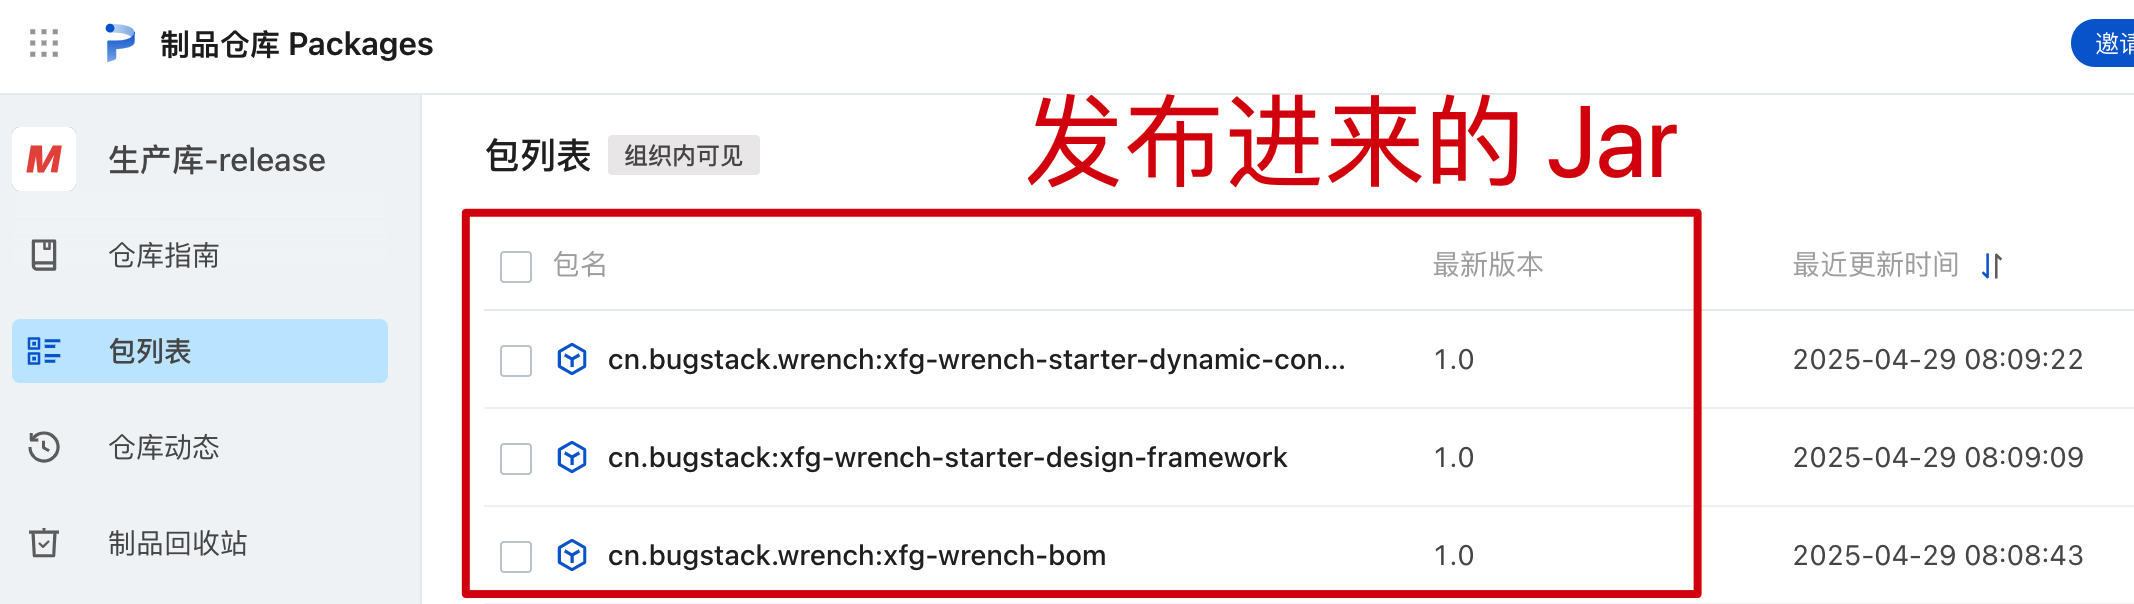 制品仓库 Packages
邀请
发布进来的 Jar
生产库-release
仓库指南
包列表
仓库动态
制品回收站
包列表 组织内可见
包名 最新版本 最近更新时间
cn.bugstack.wrench:xfg-wrench-starter-dynamic-con... 1.0 2025-04-29 08:09:22
cn.bugstack:xfg-wrench-starter-design-framework 1.0 2025-04-29 08:09:09
cn.bugstack.wrench:xfg-wrench-bom 1.0 2025-04-29 08:08:43